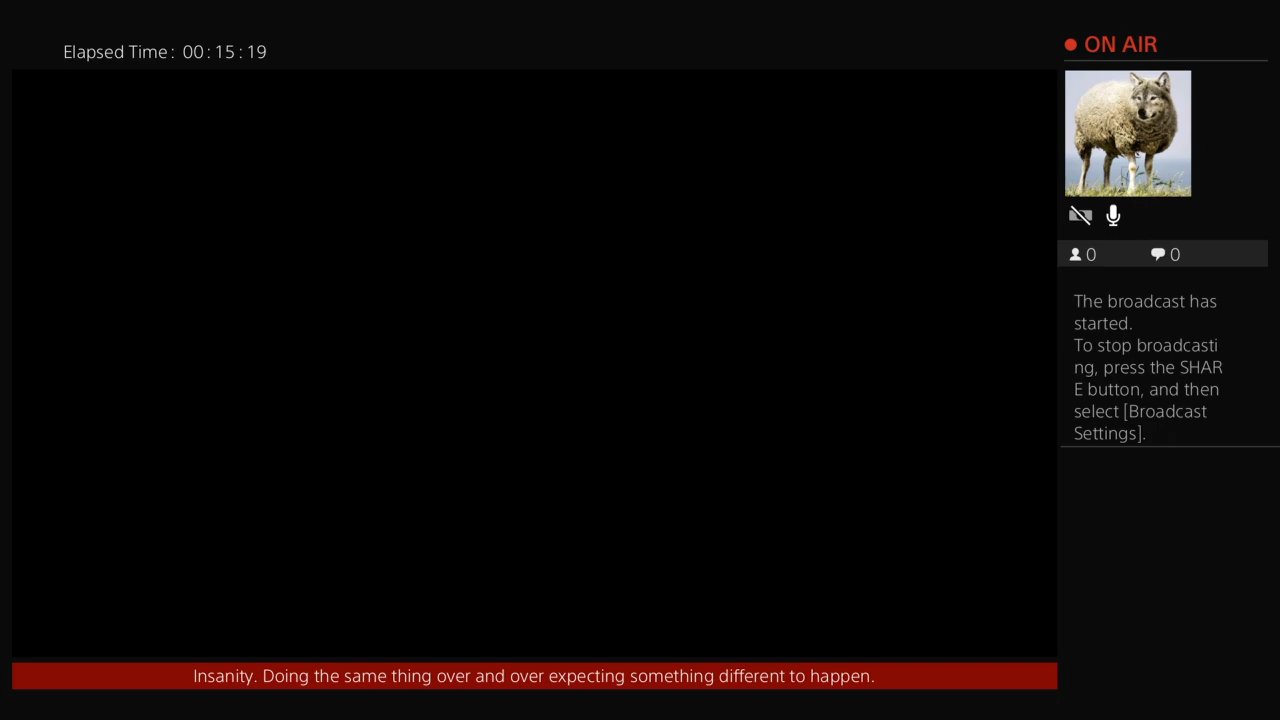 Elapsed Time: 00:15:19
ON AIR
0 0
The broadcast has
started.
To stop broadcasti
ng, press the SHAR
E button, and then
select [Broadcast
Settings].
Insanity. Doing the same thing over and over expecting something different to happen.